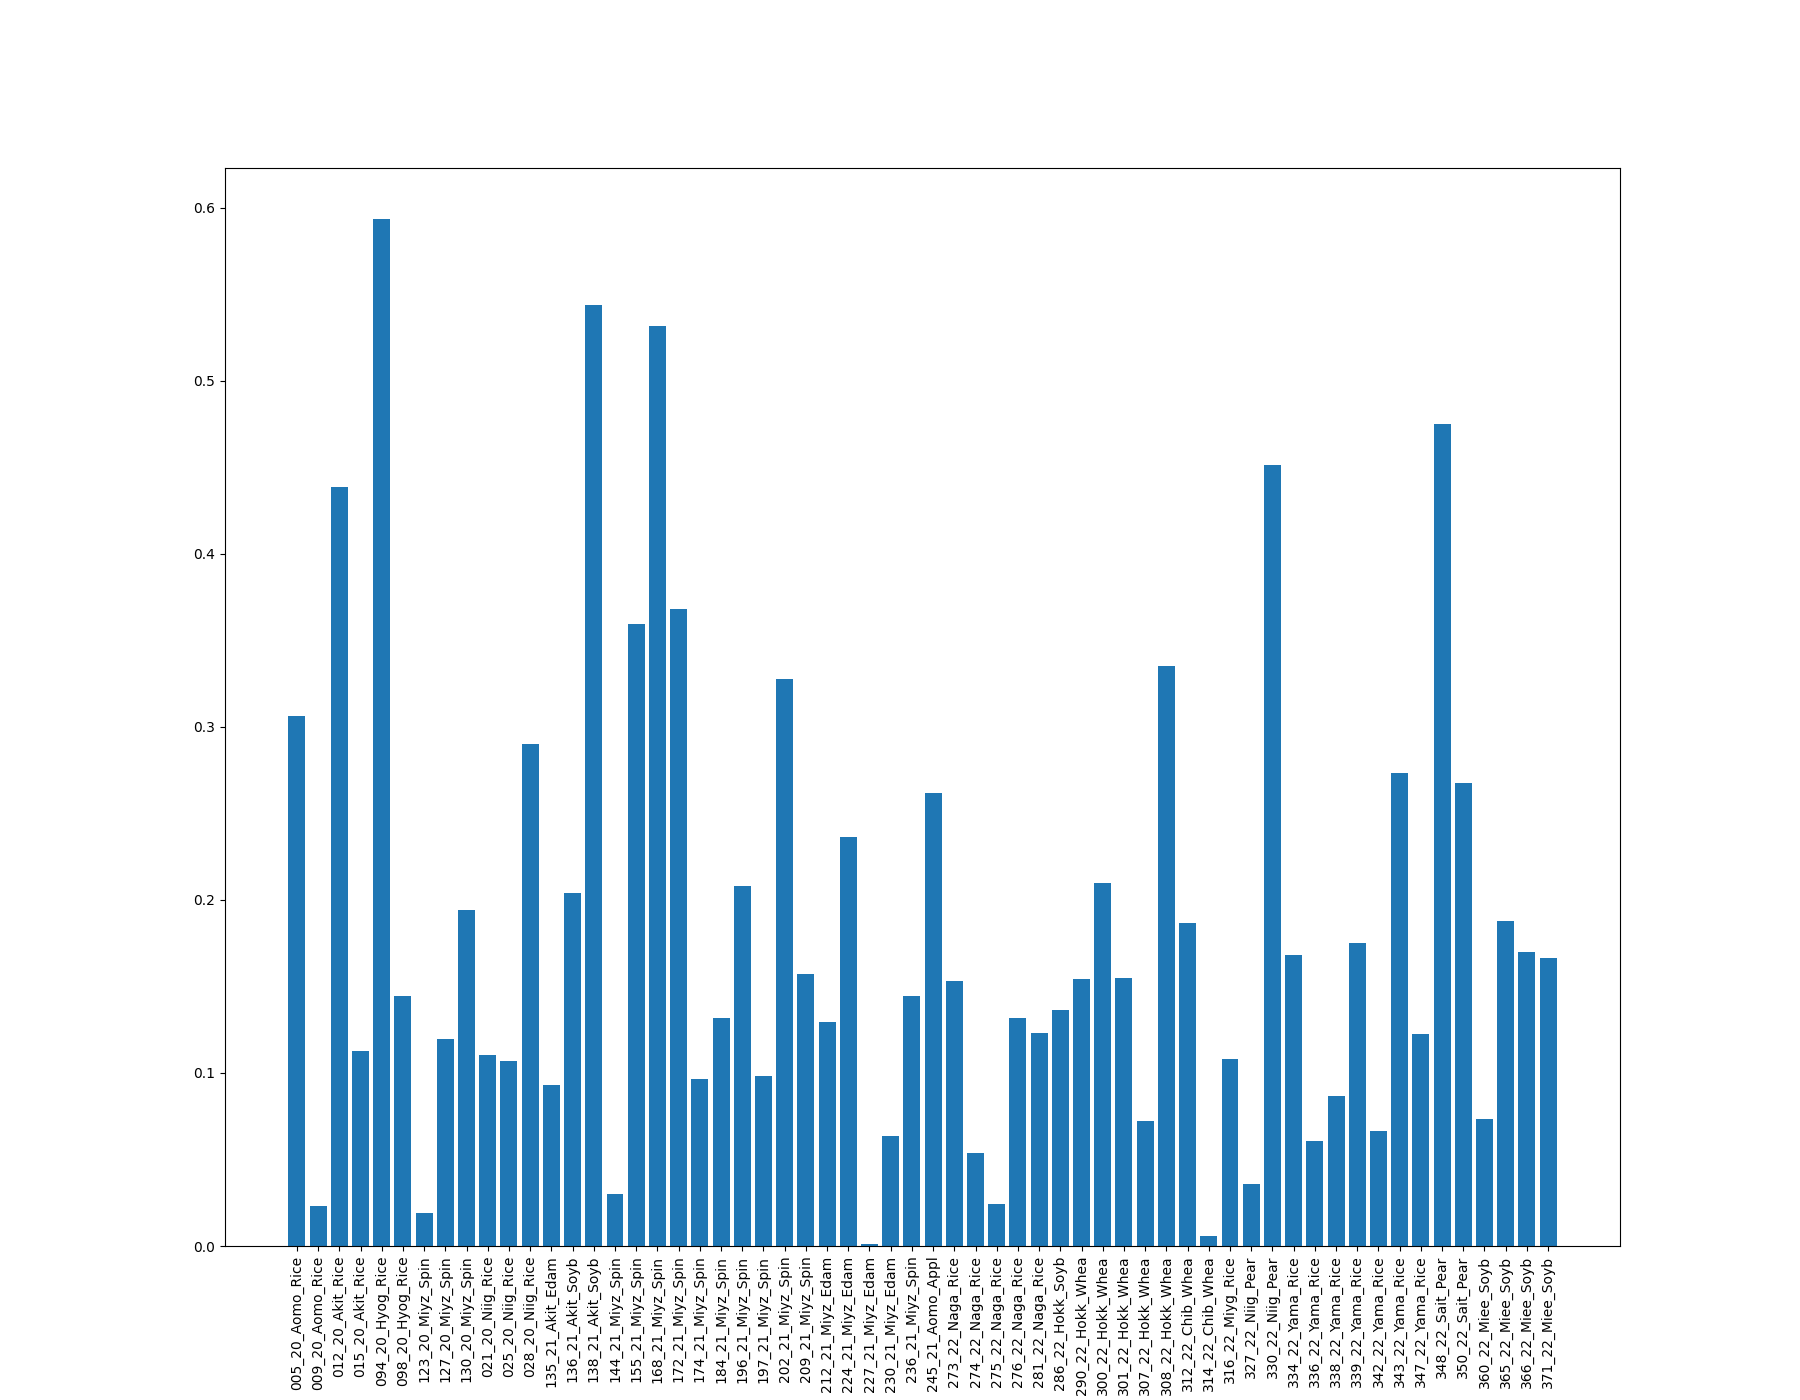 0.6
0.5
0.4
0.3
0.2
0.1
0.0
005_20_Aomo_Rice
009_20_Aomo_Rice
012_20_Akit_Rice
015_20_Akit_Rice
094_20_Hyog_Rice
098_20_Hyog_Rice
123_20_Miyz_Spin
127_20_Miyz_Spin
130_20_Miyz_Spin
021_20_Niig_Rice
025_20_Niig_Rice
028_20_Niig_Rice
135_21_Akit_Edam
136_21_Akit_Soyb
138_21_Akit_Soyb
144_21_Miyz_Spin
155_21_Miyz_Spin
168_21_Miyz_Spin
172_21_Miyz_Spin
174_21_Miyz_Spin
184_21_Miyz_Spin
196_21_Miyz_Spin
197_21_Miyz_Spin
202_21_Miyz_Spin
209_21_Miyz_Spin
212_21_Miyz_Edam
224_21_Miyz_Edam
227_21_Miyz_Edam
230_21_Miyz_Edam
236_21_Miyz_Spin
245_21_Aomo_Appl
273_22_Naga_Rice
274_22_Naga_Rice
275_22_Naga_Rice
276_22_Naga_Rice
281_22_Naga_Rice
286_22_Hokk_Soyb
290_22_Hokk_Whea
300_22_Hokk_Whea
301_22_Hokk_Whea
307_22_Hokk_Whea
308_22_Hokk_Whea
312_22_Chib_Whea
314_22_Chib_Whea
316_22_Miyg_Rice
327_22_Niig_Pear
330_22_Niig_Pear
334_22_Yama_Rice
336_22_Yama_Rice
338_22_Yama_Rice
339_22_Yama_Rice
342_22_Yama_Rice
343_22_Yama_Rice
347_22_Yama_Rice
348_22_Sait_Pear
350_22_Sait_Pear
360_22_Miee_Soyb
365_22_Miee_Soyb
366_22_Miee_Soyb
371_22_Miee_Soyb